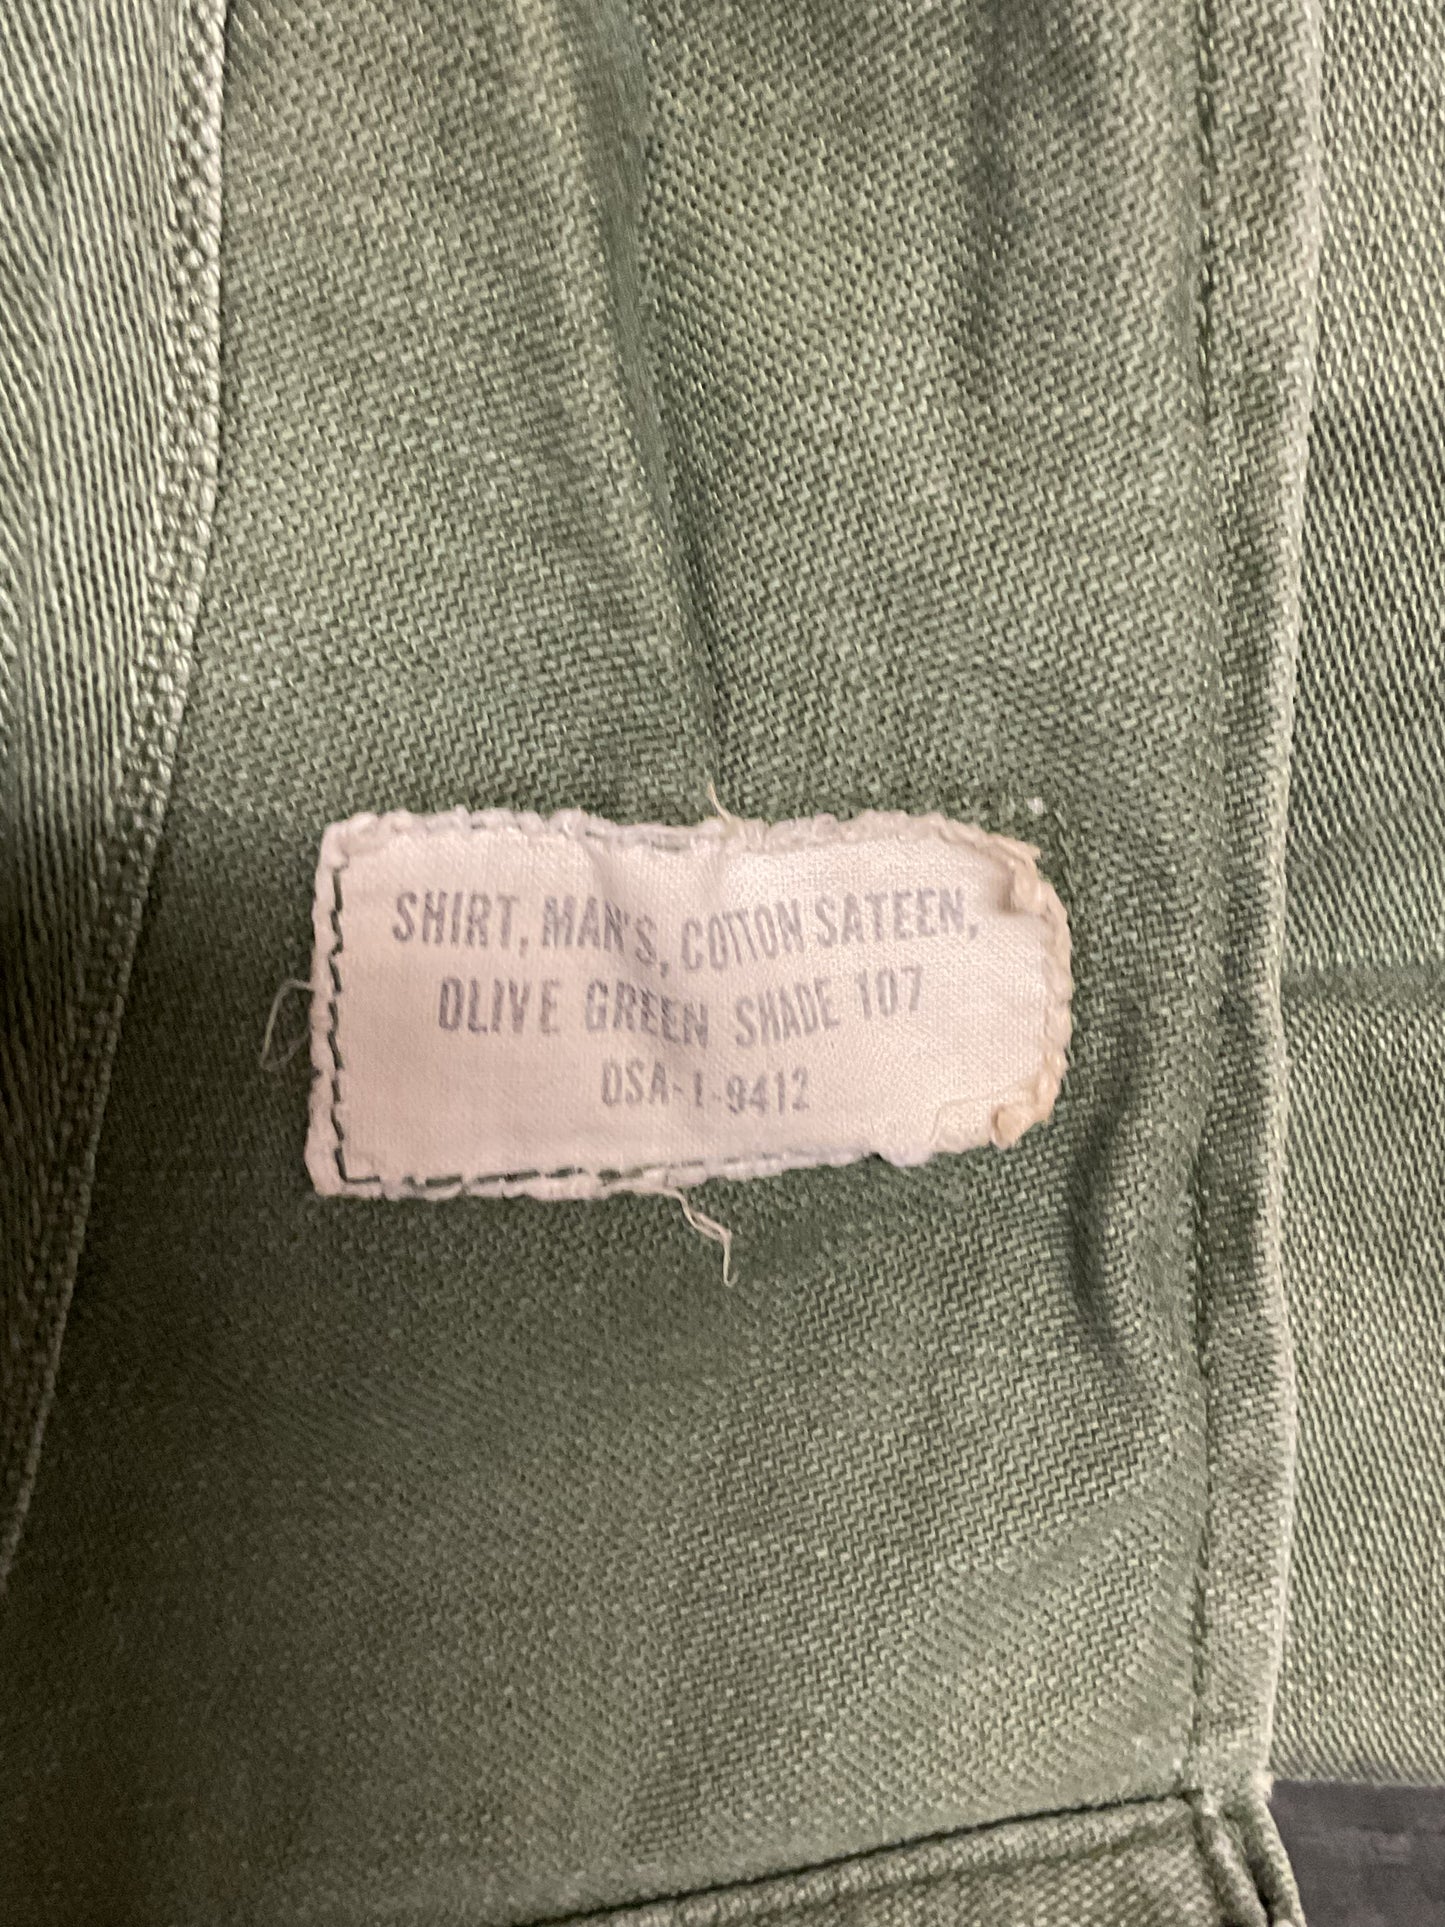 SHIRT, MAN'S, COTTON SATEEN,
OLIVE GREEN SHADE 107
DSA-1-9412